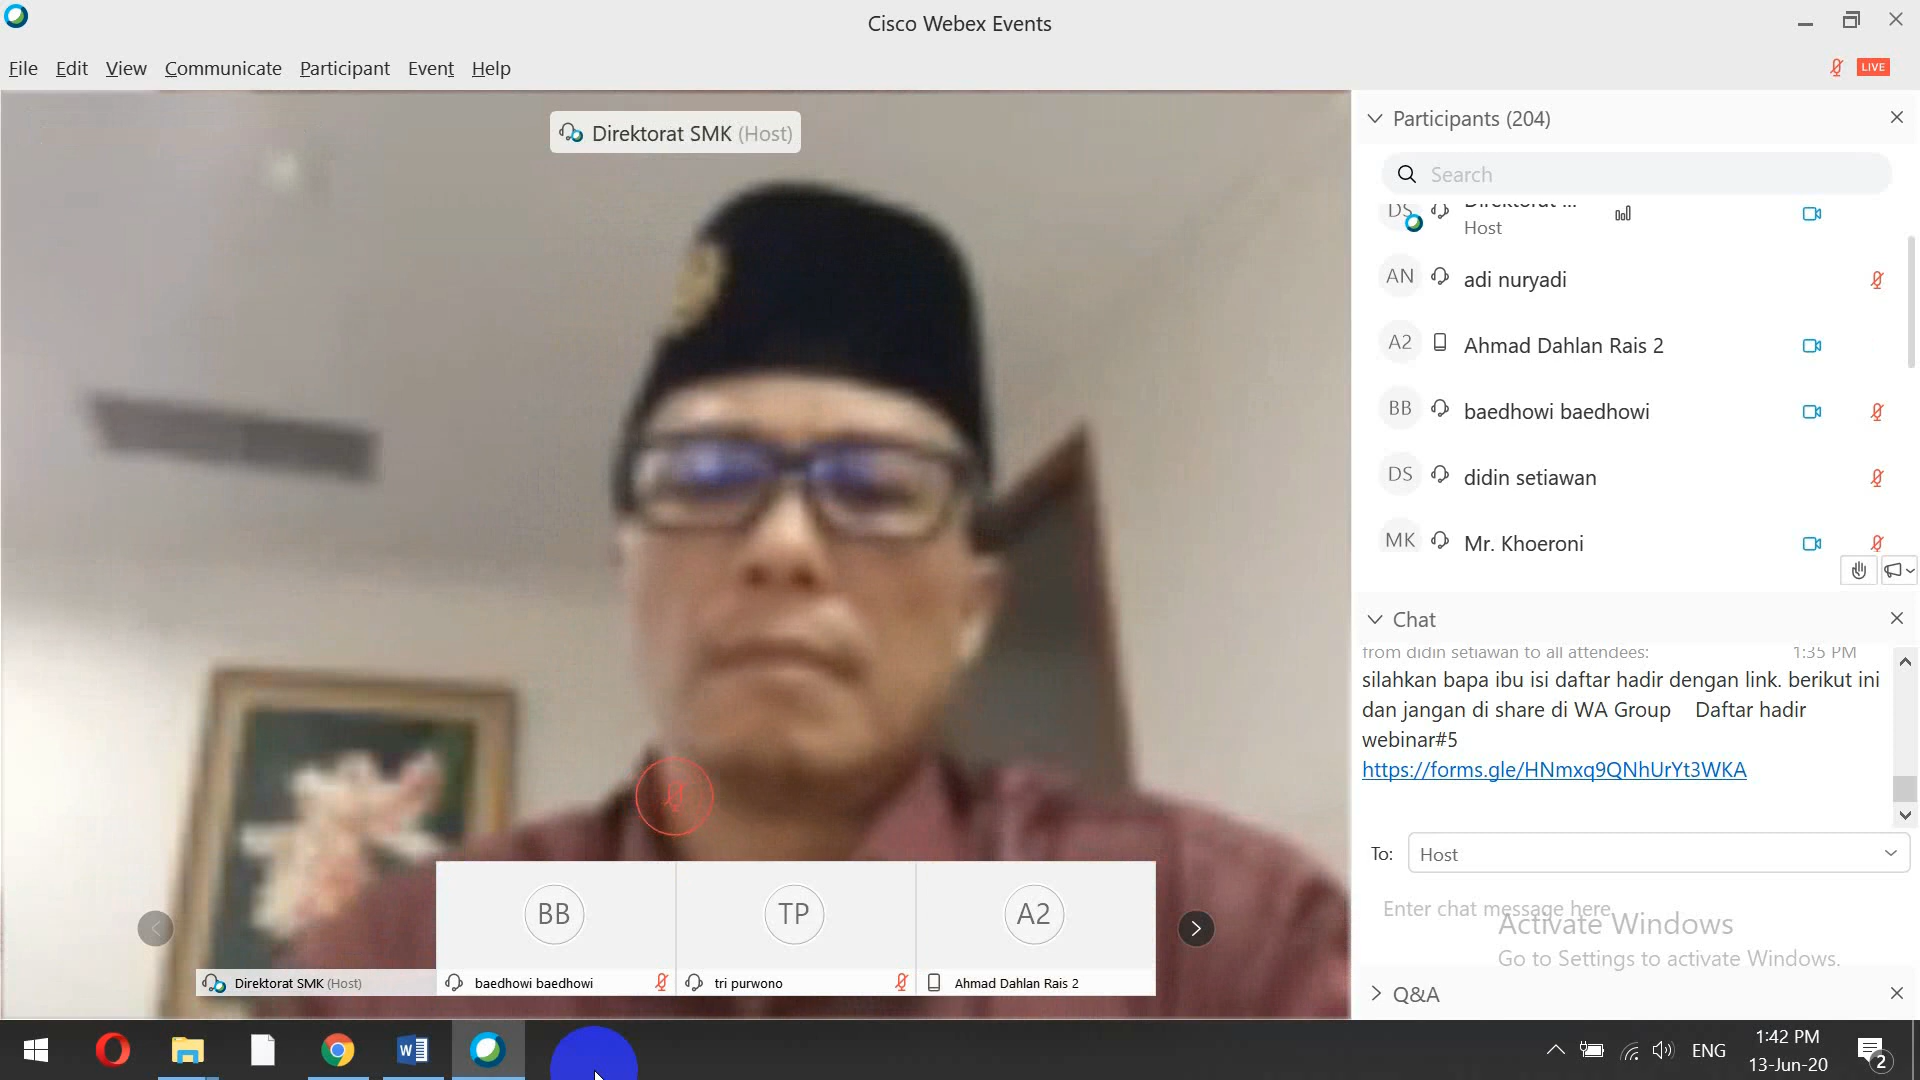 Cisco Webex Events
File Edit View Communicate Participant Event Help
LIVE
Direktorat SMK (Host)
Participants (204)
Search
DS Direktorat ...
Host
AN adi nuryadi
A2 Ahmad Dahlan Rais 2
BB baedhowi baedhowi
DS didin setiawan
MK Mr. Khoeroni
Chat
from didin setiawan to all attendees: 1:35 PM
silahkan bapa ibu isi daftar hadir dengan link. berikut ini
dan jangan di share di WA Group Daftar hadir
webinar#5
https://forms.gle/HNmxq9QNhUrYt3WKA
To: Host
Enter chat message here
Activate Windows
Go to Settings to activate Windows.
Q&A
BB
TP
A2
Direktorat SMK (Host)
baedhowi baedhowi
tri purwono
Ahmad Dahlan Rais 2
W
ENG
1:42 PM
13-Jun-20
2